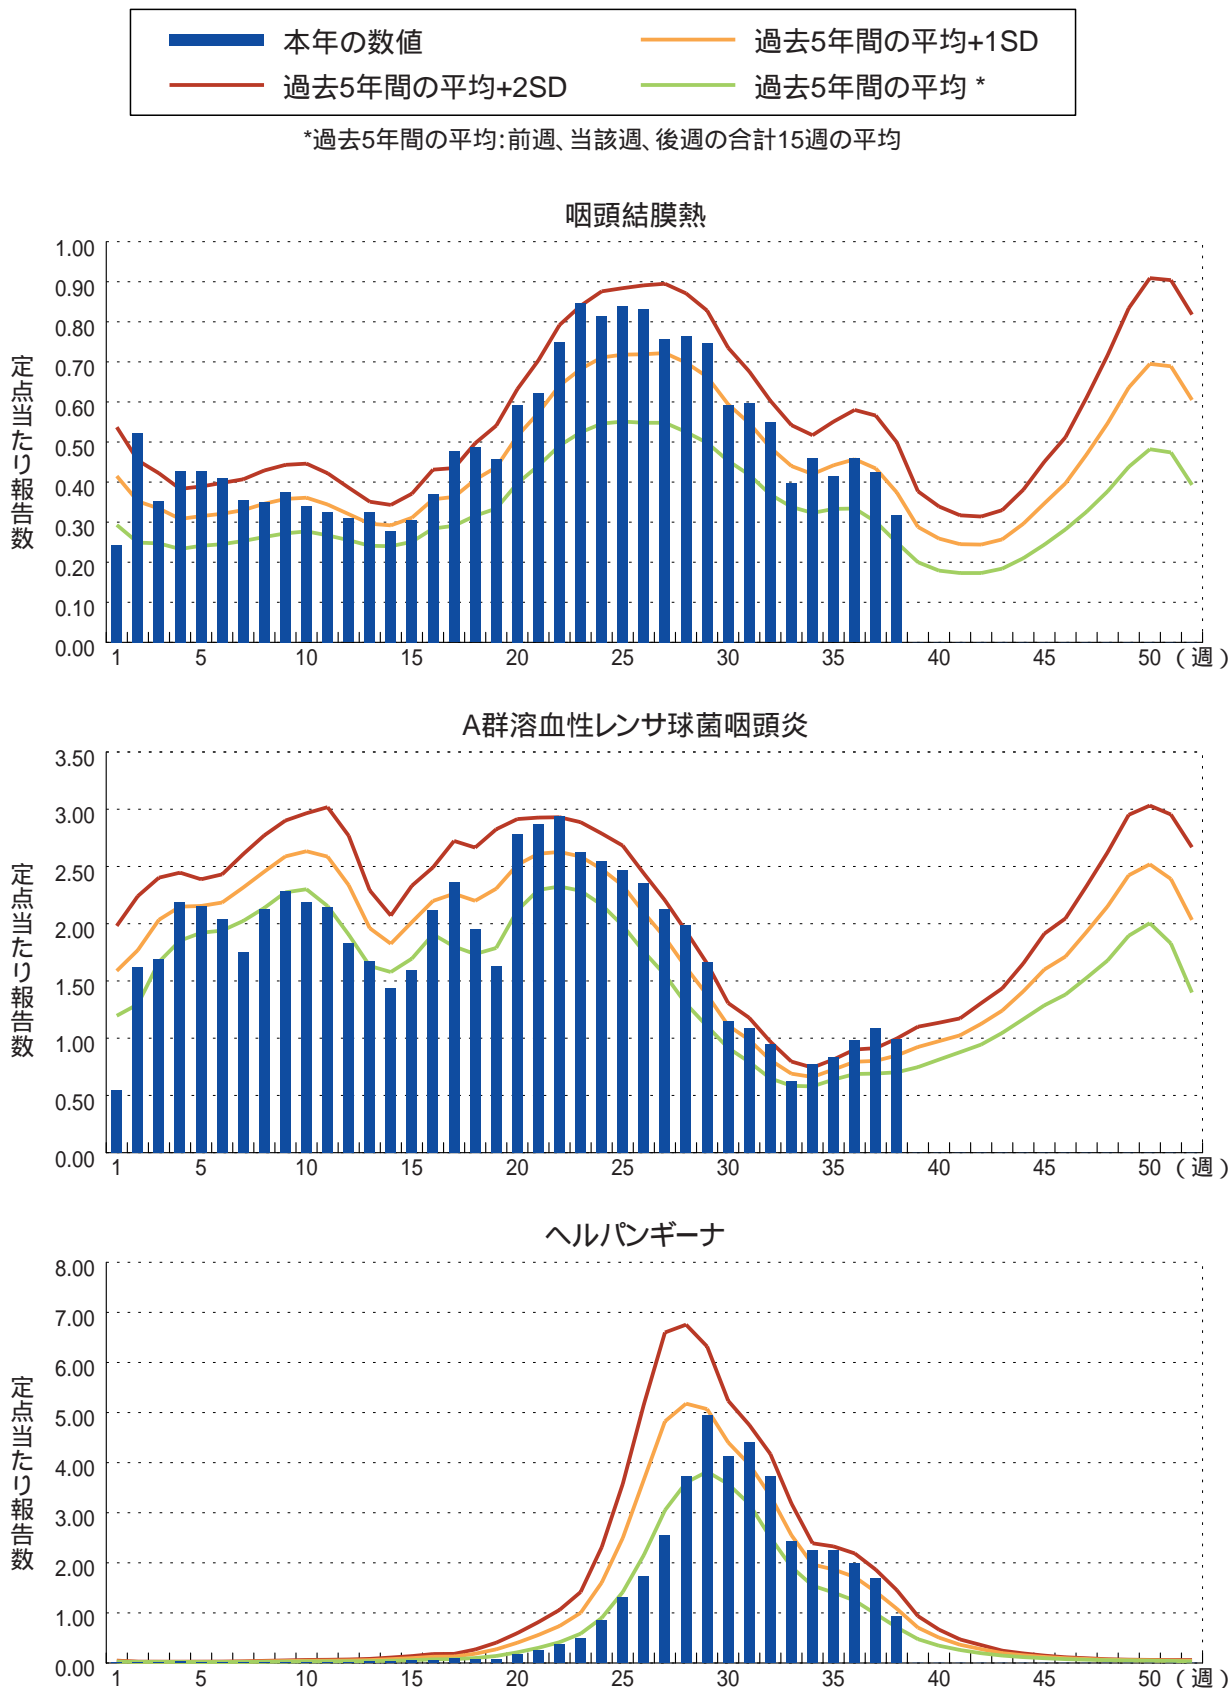 本年の数値
過去5年間の平均+1SD
過去5年間の平均+2SD
過去5年間の平均 *
*過去5年間の平均:前週、当該週、後週の合計15週の平均
咽頭結膜熱
定点当たり報告数
1.00
0.90
0.80
0.70
0.60
0.50
0.40
0.30
0.20
0.10
0.00
1 5 10 15 20 25 30 35 40 45 50 (週)
A群溶血性レンサ球菌咽頭炎
定点当たり報告数
3.50
3.00
2.50
2.00
1.50
1.00
0.50
0.00
1 5 10 15 20 25 30 35 40 45 50 (週)
ヘルパンギーナ
定点当たり報告数
8.00
7.00
6.00
5.00
4.00
3.00
2.00
1.00
0.00
1 5 10 15 20 25 30 35 40 45 50 (週)